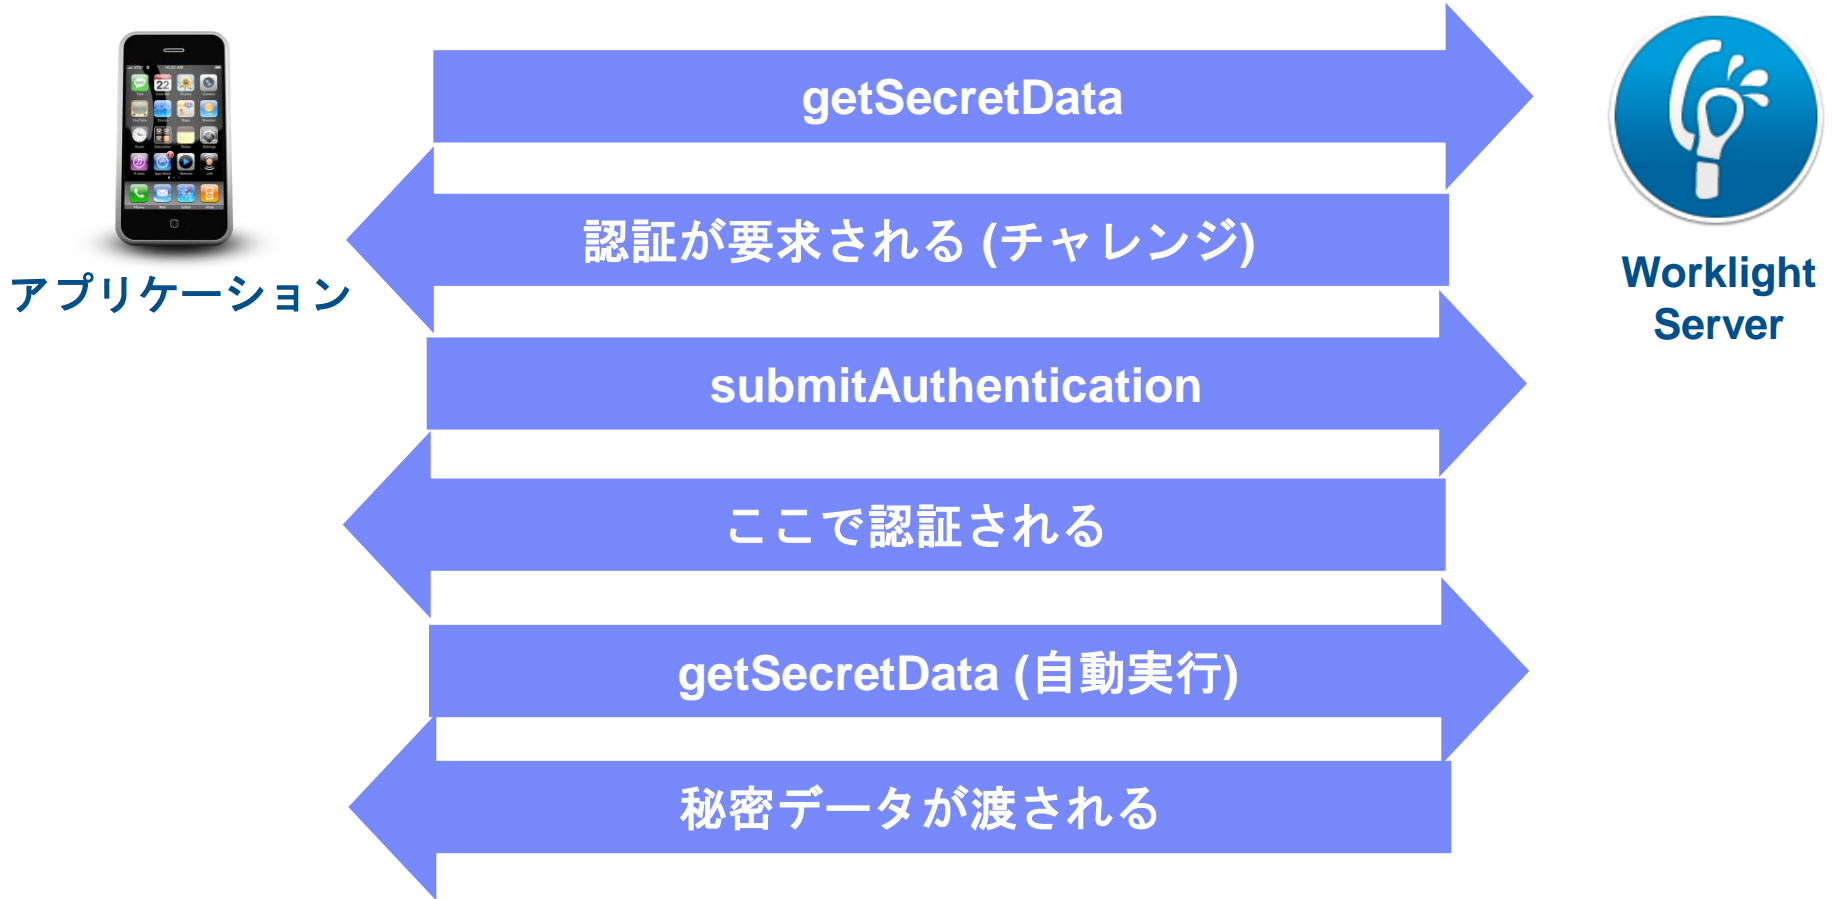 getSecretData
認証が要求される (チャレンジ)
アプリケーション
Worklight
Server
submitAuthentication
ここで認証される
getSecretData (自動実行)
秘密データが渡される